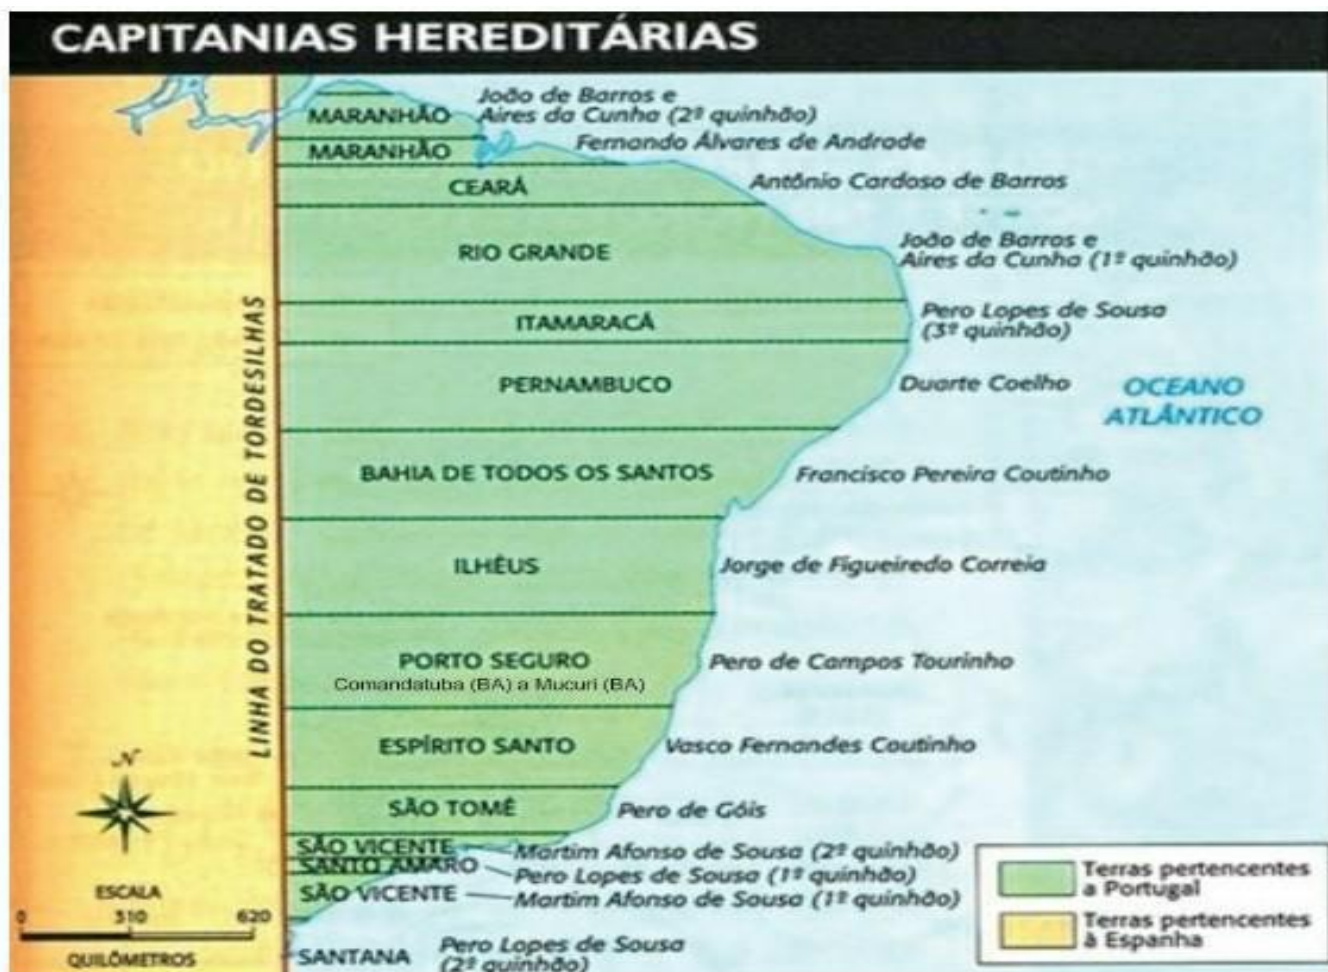 CAPITANIAS HEREDITÁRIAS
MARANHÃO
João de Barros e
Aires da Cunha (2º quinhão)
MARANHÃO
Fernando Álvares de Andrade
CEARÁ
Antônio Cardoso de Barros
RIO GRANDE
João de Barros e
Aires da Cunha (1º quinhão)
ITAMARACÁ
Pero Lopes de Sousa
(3º quinhão)
PERNAMBUCO
Duarte Coelho
OCEANO
ATLÂNTICO
BAHIA DE TODOS OS SANTOS
Francisco Pereira Coutinho
ILHÉUS
Jorge de Figueiredo Correia
PORTO SEGURO
Comandatuba (BA) a Mucuri (BA)
Pero de Campos Tourinho
ESPÍRITO SANTO
Vasco Fernandes Coutinho
SÃO TOMÉ
Pero de Góis
SÃO VICENTE
Martim Afonso de Sousa (2º quinhão)
SANTO AMARO
Pero Lopes de Sousa (1º quinhão)
SÃO VICENTE
Martim Afonso de Sousa (1º quinhão)
SANTANA
Pero Lopes de Sousa
(2º quinhão)
LINHA DO TRATADO DE TORDESILHAS
N
ESCALA
0 310 620
QUILÔMETROS
Terras pertencentes
a Portugal
Terras pertencentes
à Espanha